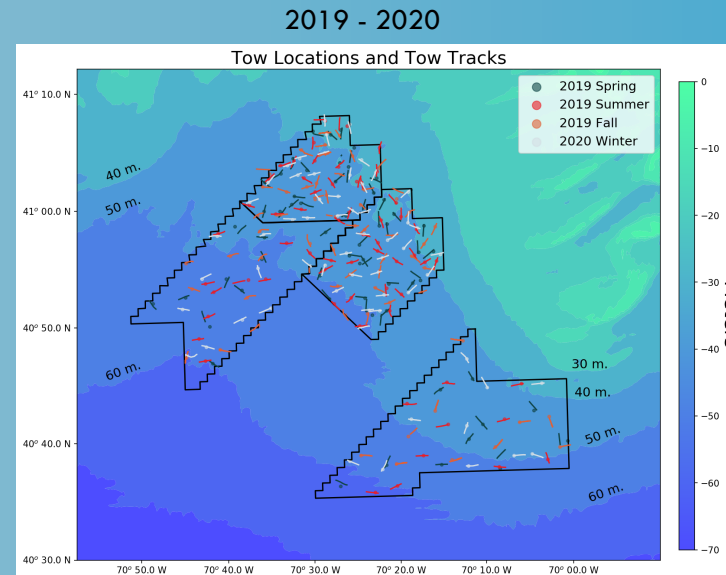 2019 - 2020
Tow Locations and Tow Tracks
2019 Spring
2019 Summer
2019 Fall
2020 Winter
41° 10.0 N
41° 00.0 N
40° 50.0 N
40° 40.0 N
40° 30.0 N
40 m.
50 m.
60 m.
30 m.
40 m.
50 m.
60 m.
70° 50.0 W
70° 40.0 W
70° 30.0 W
70° 20.0 W
70° 10.0 W
70° 00.0 W
0
−10
−20
−30
−40
−50
−60
−70